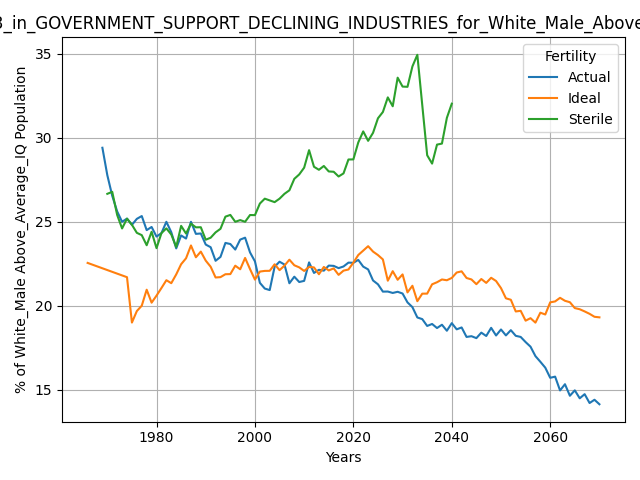 _in_GOVERNMENT_SUPPORT_DECLINING_INDUSTRIES_for_White_Male_Above
Fertility
Actual
Ideal
Sterile
% of White_Male Above_Average_IQ Population
35
30
25
20
15
1980
2000
2020
2040
2060
Years